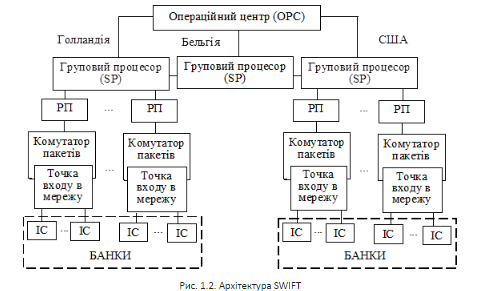 Операційний центр (ОРС)
Голландія
Бельгія
США
Груповий процесор
(SP)
Груповий процесор
(SP)
Груповий процесор
(SP)
РП
...
РП
РП
...
РП
Комутатор
пакетів
Точка
входу в
мережу
...
Комутатор
пакетів
Точка
входу в
мережу
Комутатор
пакетів
Точка
входу в
мережу
...
Комутатор
пакетів
Точка
входу в
мережу
ІС
...
ІС
ІС
...
ІС
ІС
...
ІС
ІС
...
ІС
БАНКИ
БАНКИ
Рис. 1.2. Архітектура SWIFT